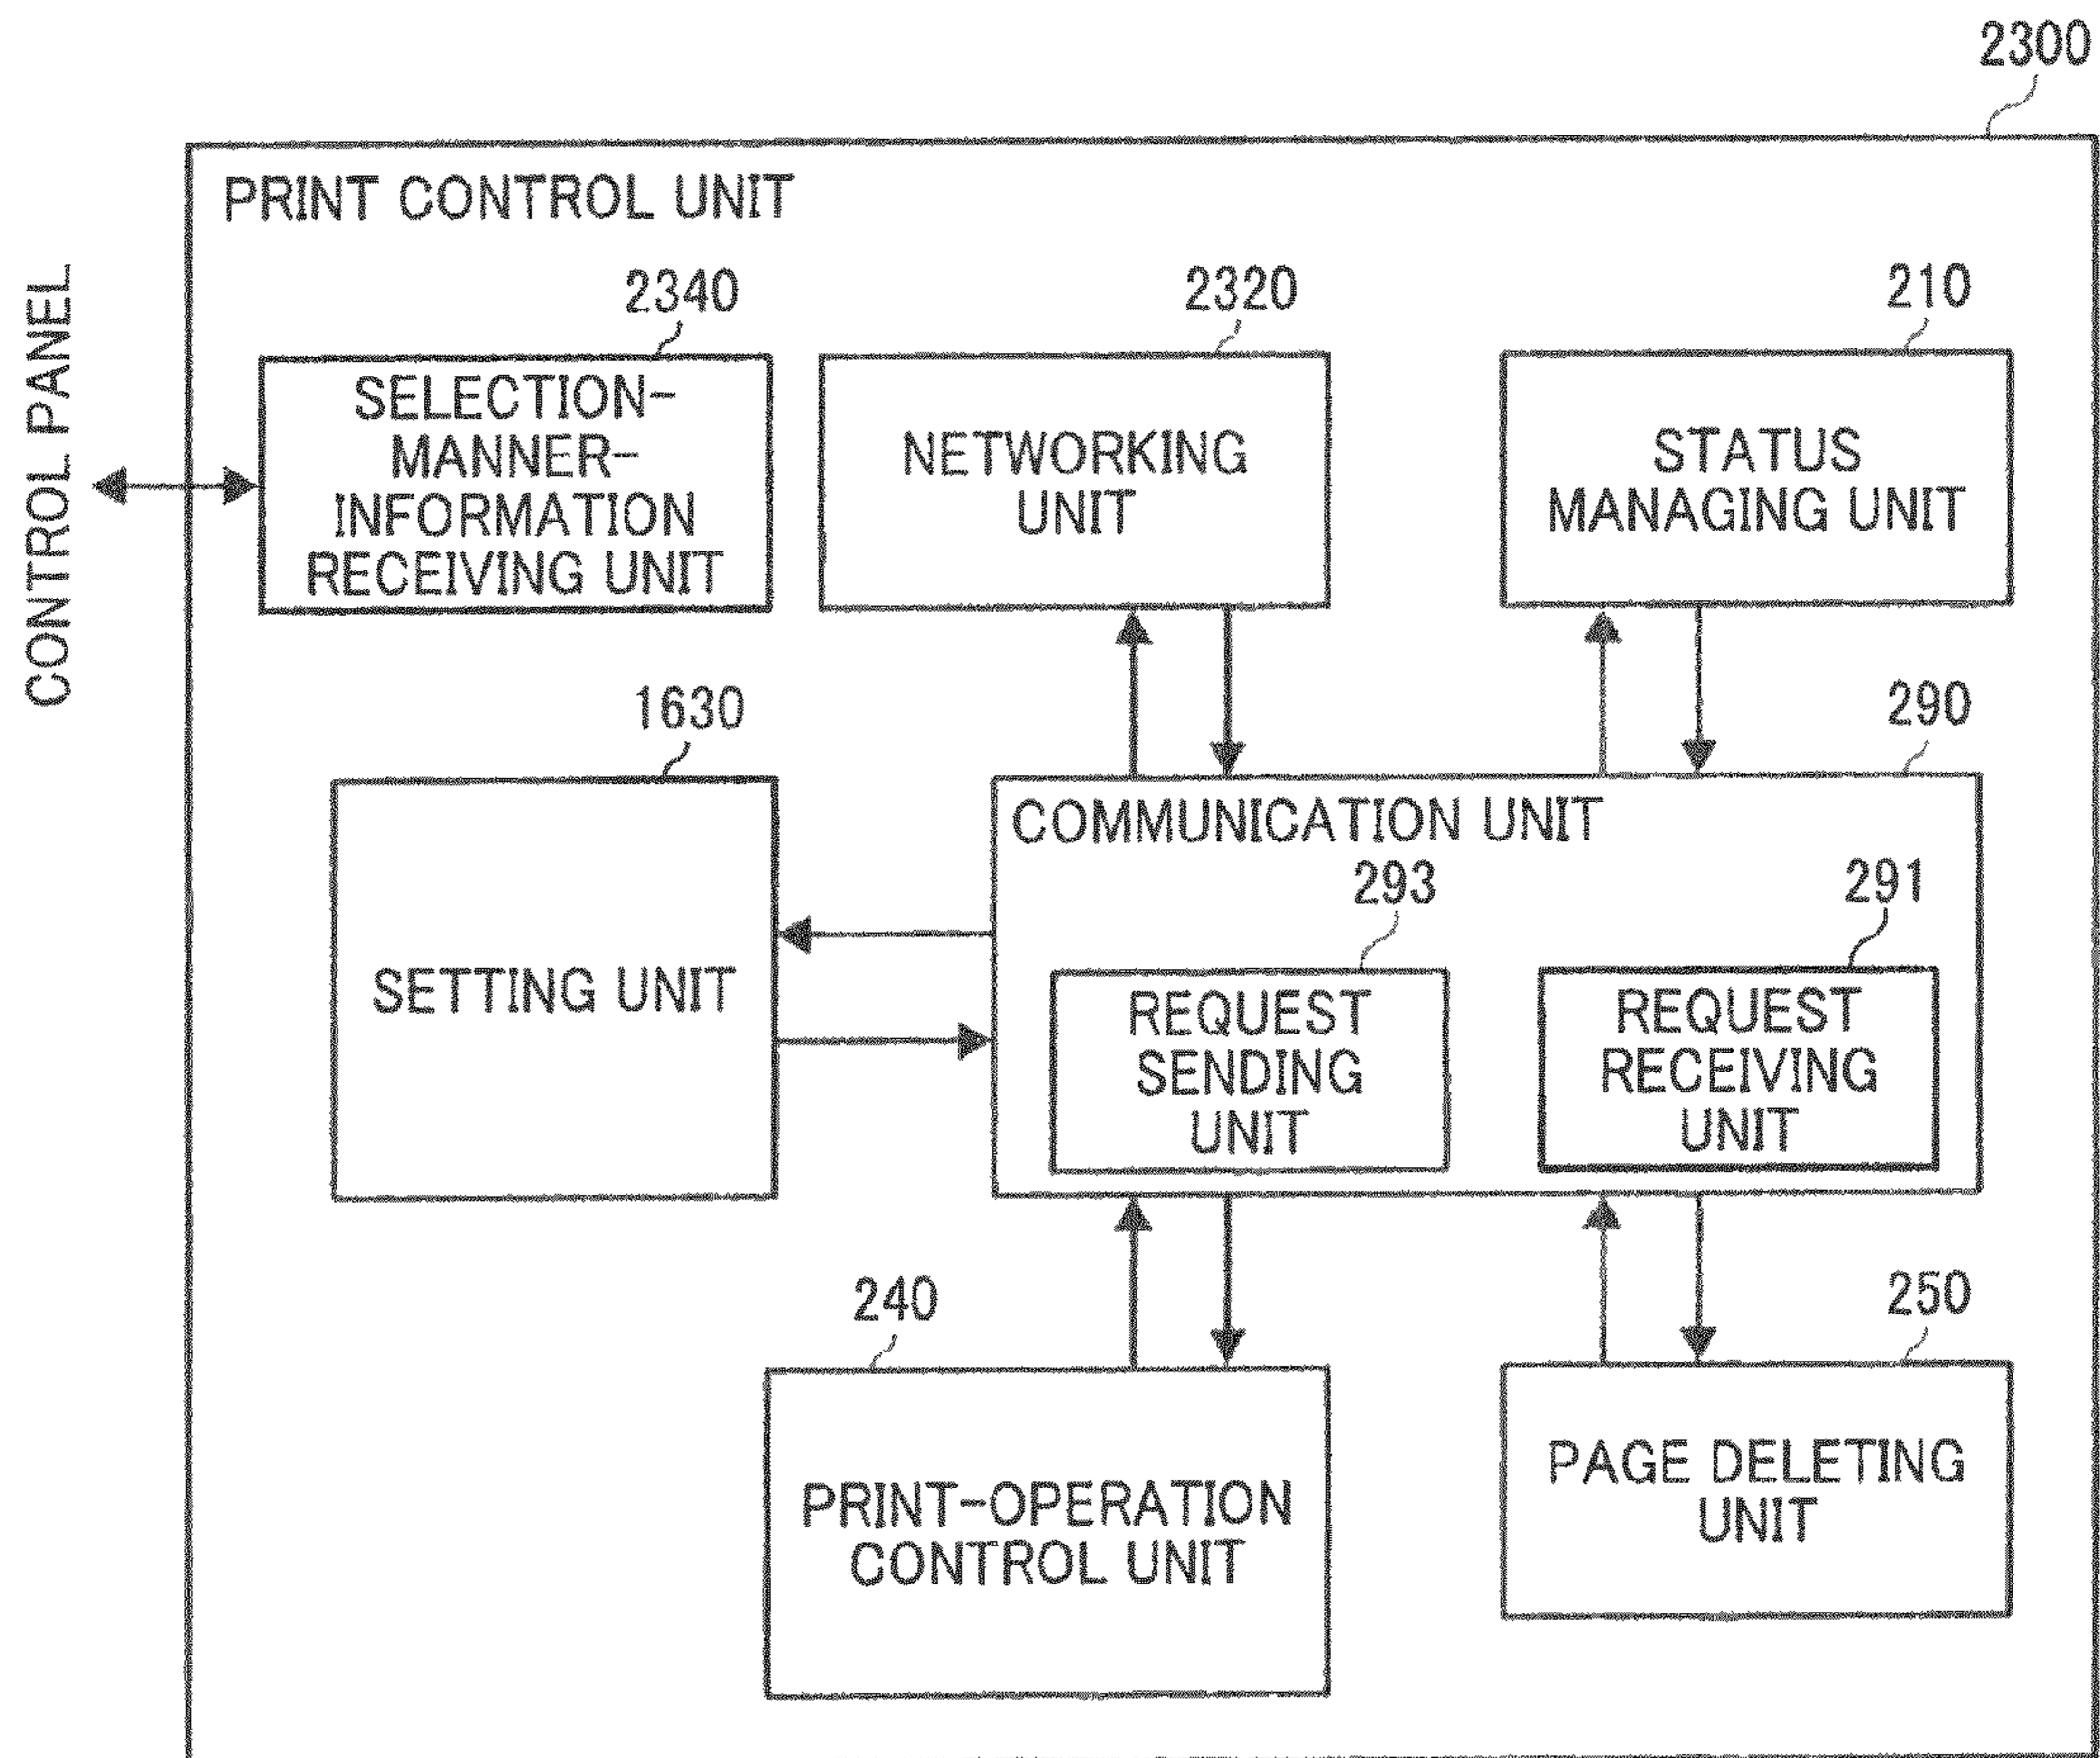 2300
PRINT CONTROL UNIT
CONTROL PANEL
2340
SELECTION-
MANNER-
INFORMATION
RECEIVING UNIT
2320
NETWORKING
UNIT
210
STATUS
MANAGING UNIT
1630
SETTING UNIT
290
COMMUNICATION UNIT
293
REQUEST
SENDING
UNIT
291
REQUEST
RECEIVING
UNIT
240
PRINT-OPERATION
CONTROL UNIT
250
PAGE DELETING
UNIT